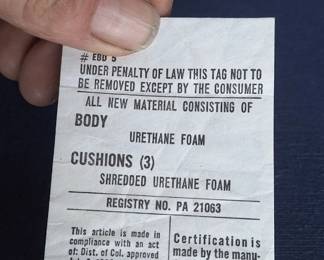 # EBD 5
UNDER PENALTY OF LAW THIS TAG NOT TO
BE REMOVED EXCEPT BY THE CONSUMER
ALL NEW MATERIAL CONSISTING OF
BODY
URETHANE FOAM
CUSHIONS (3)
SHREDDED URETHANE FOAM
REGISTRY NO. PA 21063
This article is made in
compliance with an act
of: Dist. of Col. approved
Certification is
made by the manu-